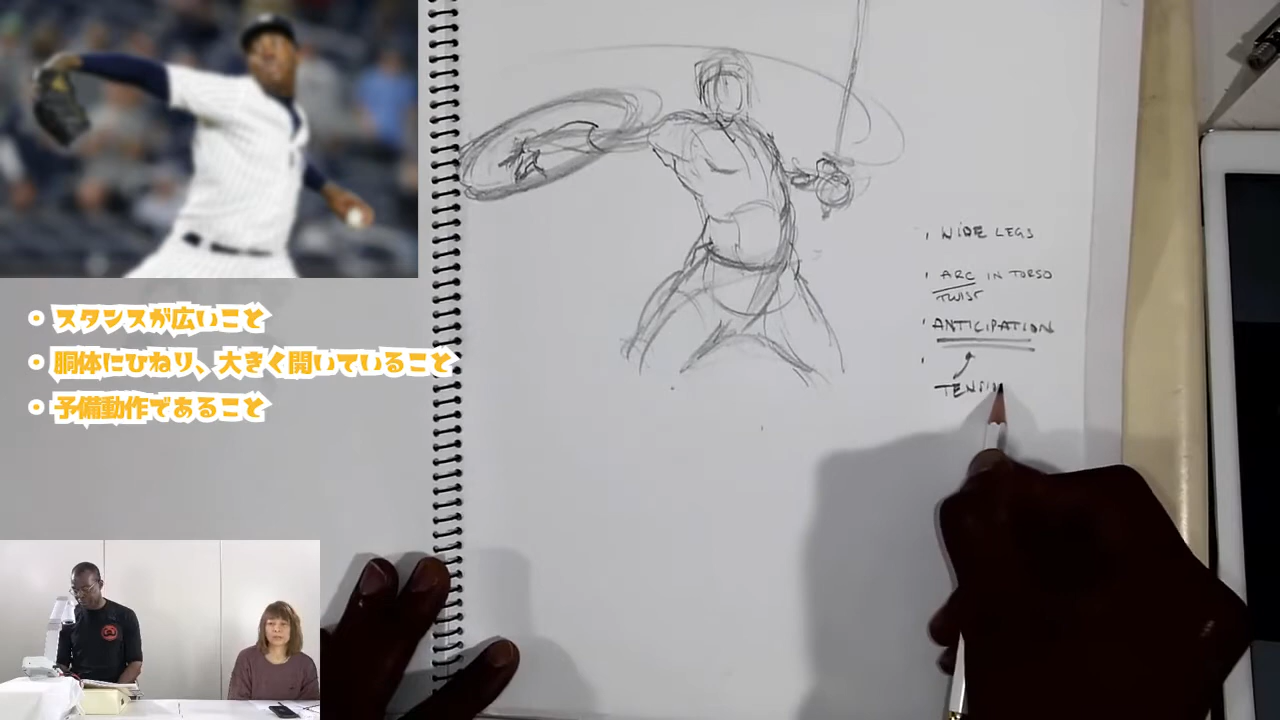 ・スタンスが広いこと
・胴体にひねり、大きく開いていること
・予備動作であること
· WIDE LEGS
· ARC IN TORSO
TWIST
· ANTICIPATION
·
TENSI